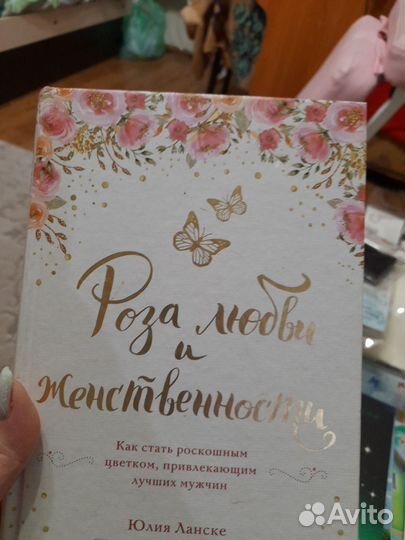 Роза любви
и
женственности
Как стать роскошным
цветком, привлекающим
лучших мужчин
Юлия Ланске
Avito